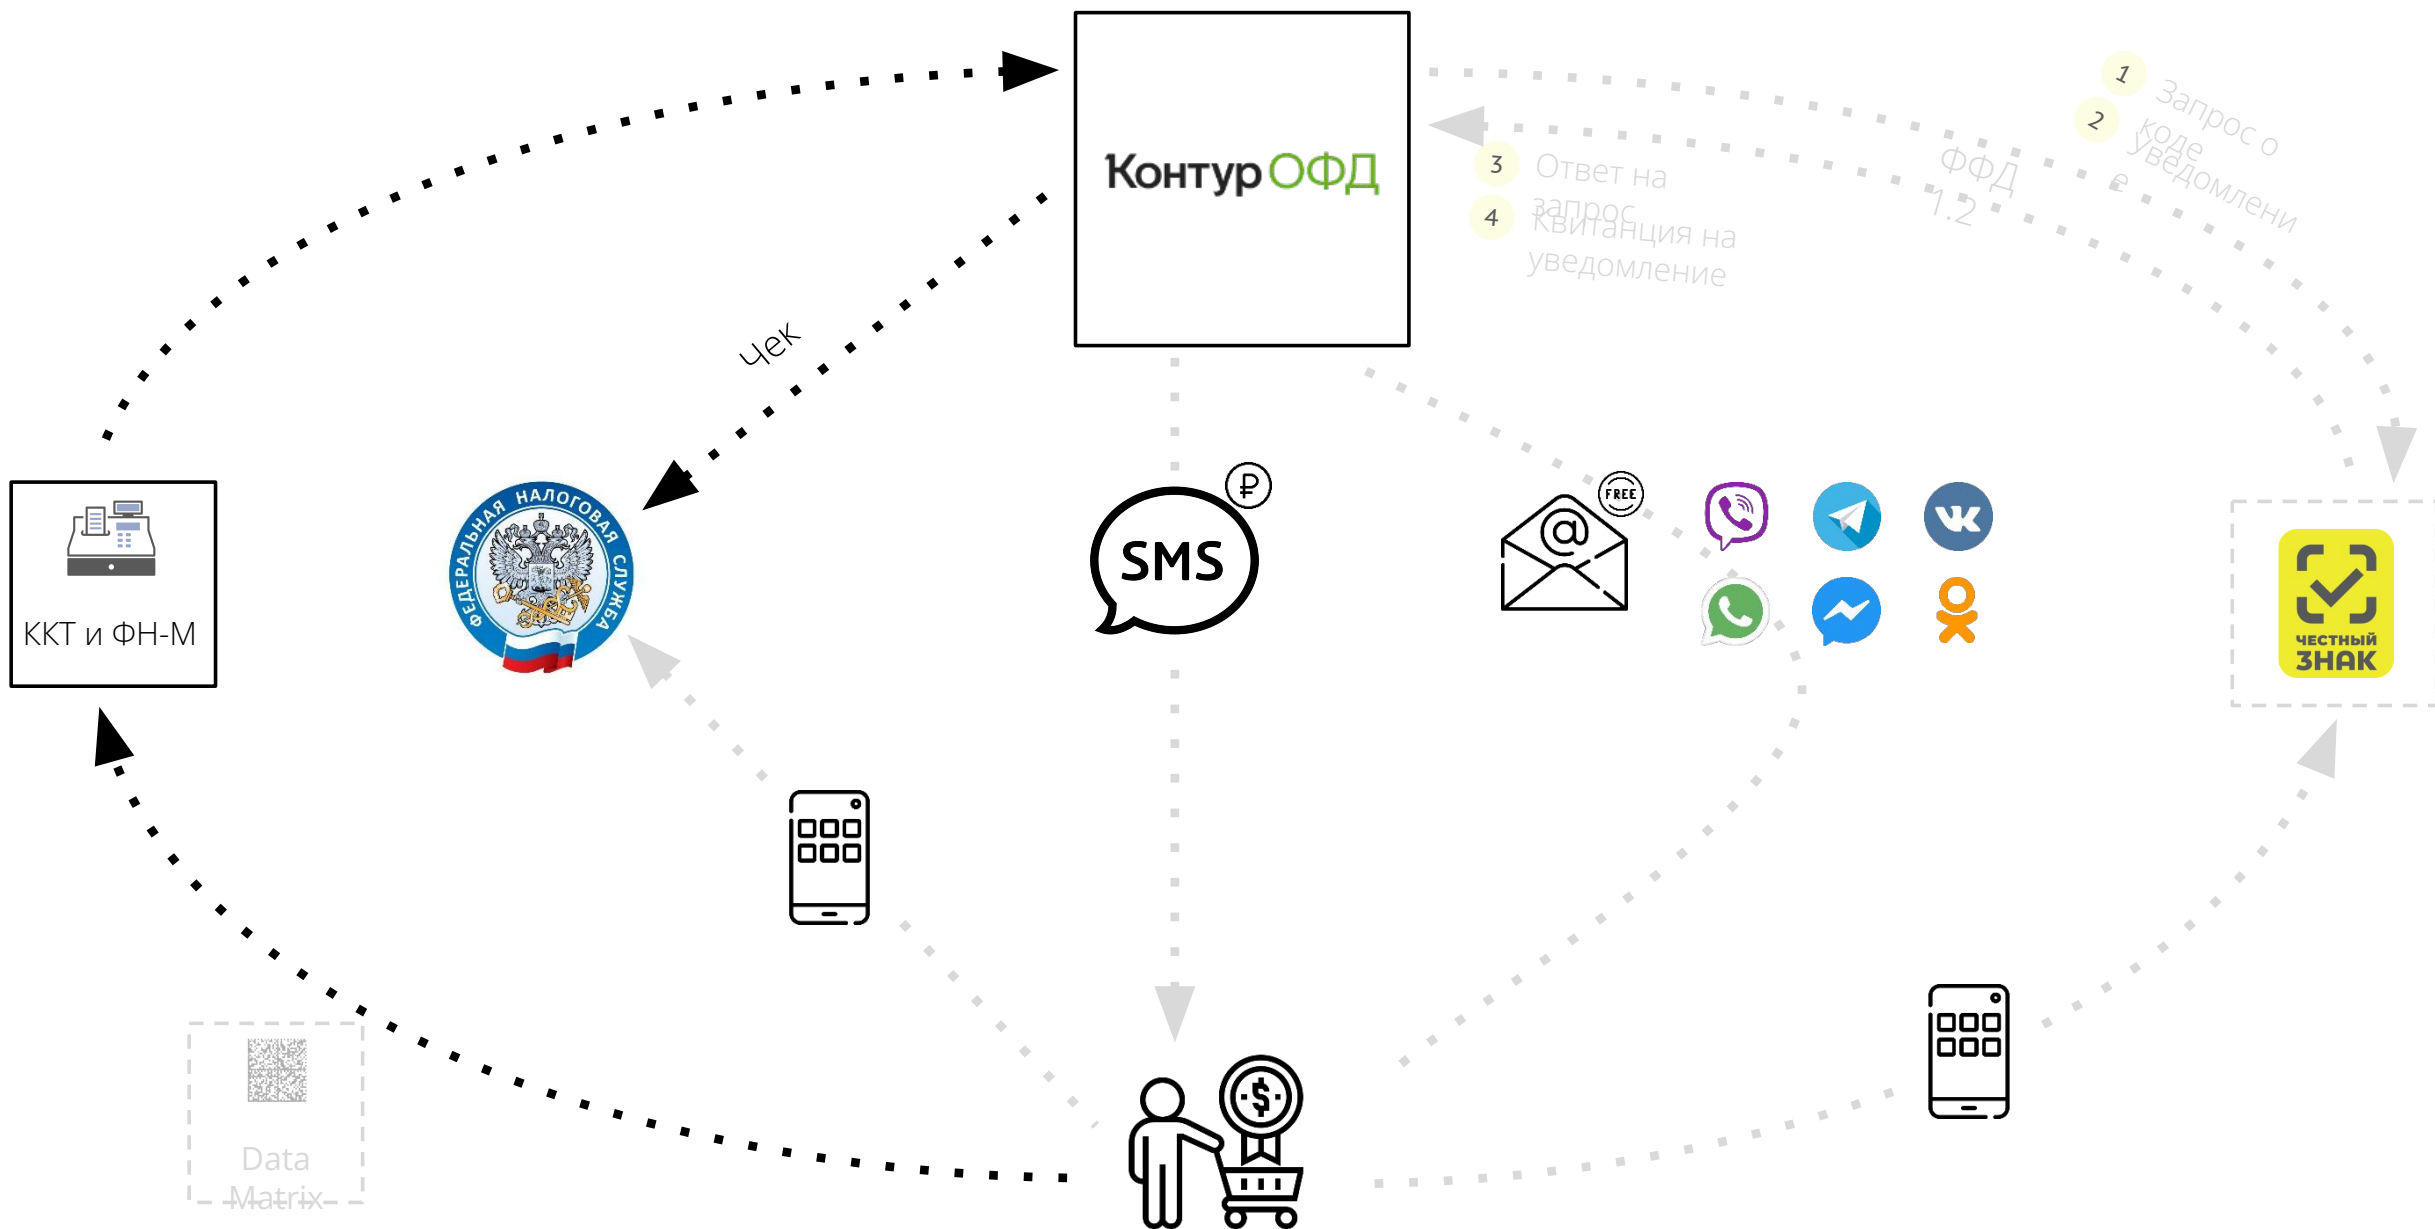 Контур ОФД
1
Запрос о
коде
2
уведомлени
е
ФФД
1.2
3
Ответ на
запрос
4
Квитанция на
уведомление
Чек
ККТ и ФН-М
ФЕДЕРАЛЬНАЯ НАЛОГОВАЯ СЛУЖБА
SMS
₽
@
FREE
ЧЕСТНЫЙ
ЗНАК
Data
Matrix
$